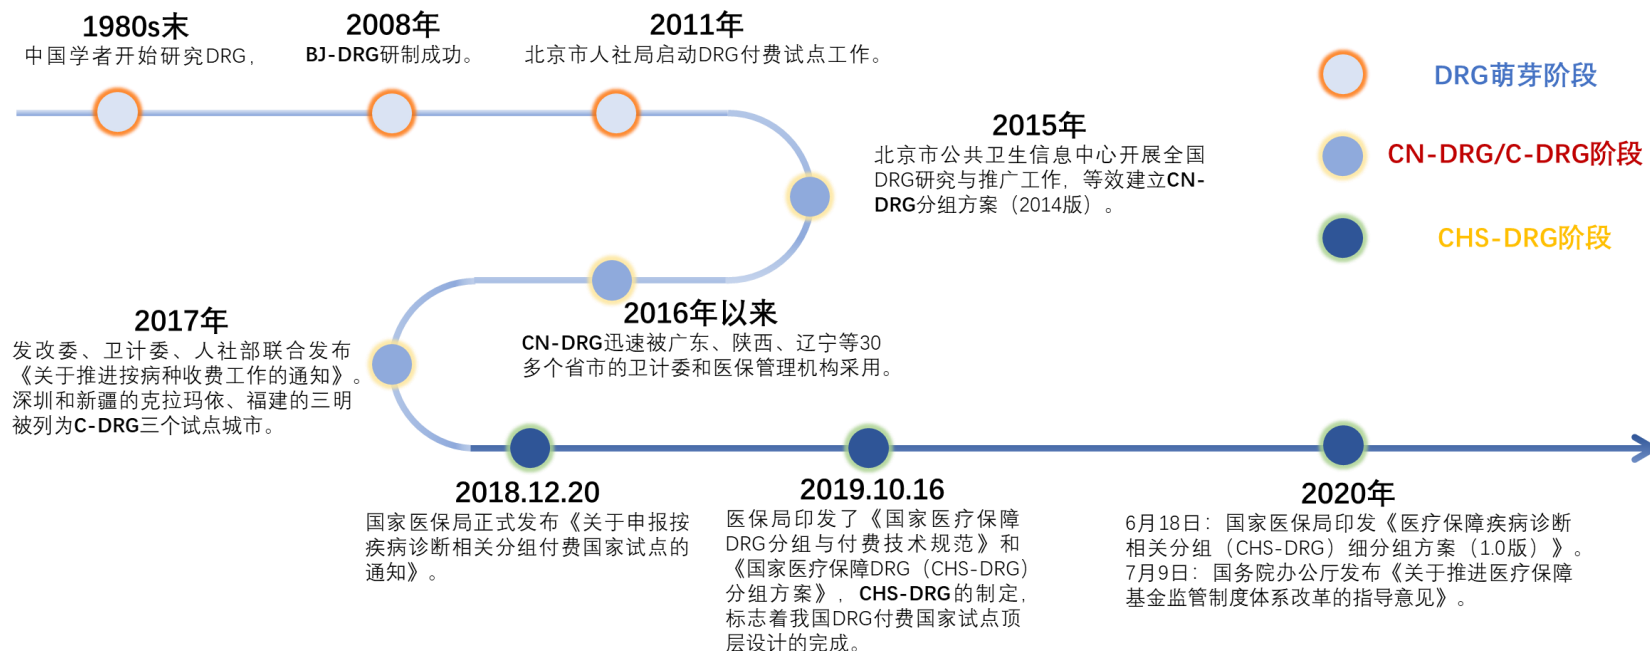 1980s末
中国学者开始研究DRG，
2008年
BJ-DRG研制成功。
2011年
北京市人社局启动DRG付费试点工作。
2015年
北京市公共卫生信息中心开展全国
DRG研究与推广工作，等效建立CN-
DRG分组方案（2014版）。
2016年以来
CN-DRG迅速被广东、陕西、辽宁等30
多个省市的卫计委和医保管理机构采用。
2017年
发改委、卫计委、人社部联合发布
《关于推进按病种收费工作的通知》。
深圳和新疆的克拉玛依、福建的三明
被列为C-DRG三个试点城市。
2018.12.20
国家医保局正式发布《关于申报按
疾病诊断相关分组付费国家试点的
通知》。
2019.10.16
医保局印发了《国家医疗保障
DRG分组与付费技术规范》和
《国家医疗保障DRG（CHS-DRG）
分组方案》，CHS-DRG的制定，
标志着我国DRG付费国家试点顶
层设计的完成。
2020年
6月18日：国家医保局印发《医疗保障疾病诊断
相关分组（CHS-DRG）细分组方案（1.0版）》。
7月9日：国务院办公厅发布《关于推进医疗保障
基金监管制度体系改革的指导意见》。
DRG萌芽阶段
CN-DRG/C-DRG阶段
CHS-DRG阶段